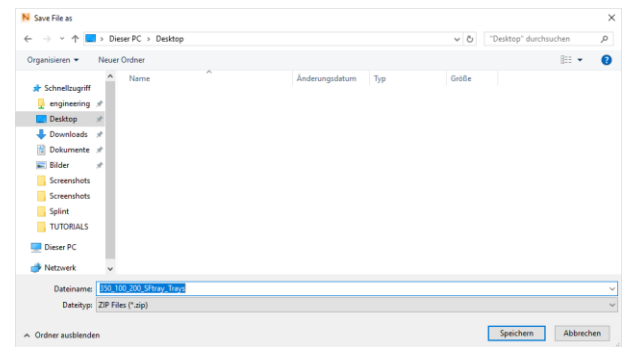 Save File as
Dieser PC > Desktop
"Desktop" durchsuchen
Organisieren
Neuer Ordner
Name
Änderungsdatum
Typ
Größe
Schnellzugriff
engineering
Desktop
Downloads
Dokumente
Bilder
Screenshots
Screenshots
Splint
TUTORIALS
Dieser PC
Netzwerk
Dateiname: 350_100_200_SFtray_Trays
Dateityp: ZIP Files (*.zip)
Ordner ausblenden
Speichern
Abbrechen